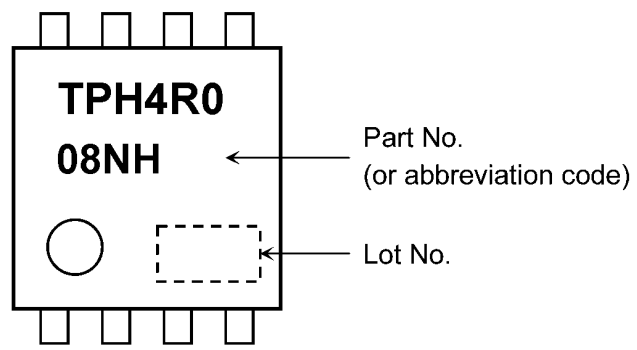 TPH4R0
08NH
Part No.
(or abbreviation code)
Lot No.